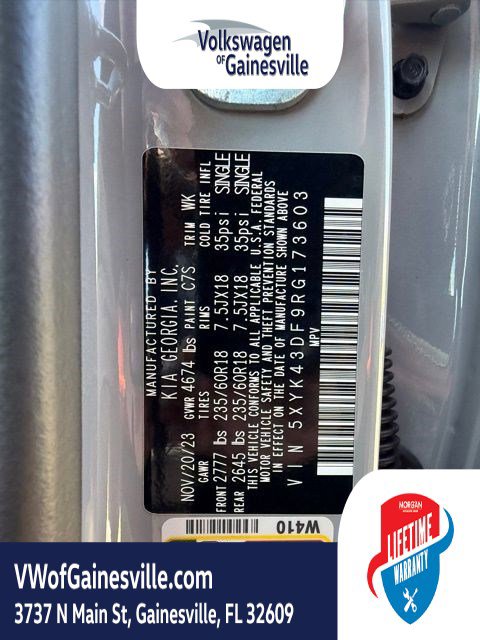 Volkswagen
OF Gainesville
MANUFACTURED BY
KIA GEORGIA, INC.
NOV/20/23 GVWR 4674 lbs PAINT C7S TRIM WK
GAWR TIRES RIMS COLD TIRE INFL
FRONT 2777 lbs 235/60R18 7.5JX18 35psi SINGLE
REAR 2645 lbs 235/60R18 7.5JX18 35psi SINGLE
THIS VEHICLE CONFORMS TO ALL APPLICABLE U.S.A. FEDERAL
MOTOR VEHICLE SAFETY AND THEFT PREVENTION STANDARDS
IN EFFECT ON THE DATE OF MANUFACTURE SHOWN ABOVE
VIN 5XYK43DF9RG173603
MPV
W410
MORGAN
LIFETIME
WARRANTY
VWofGainesville.com
3737 N Main St, Gainesville, FL 32609